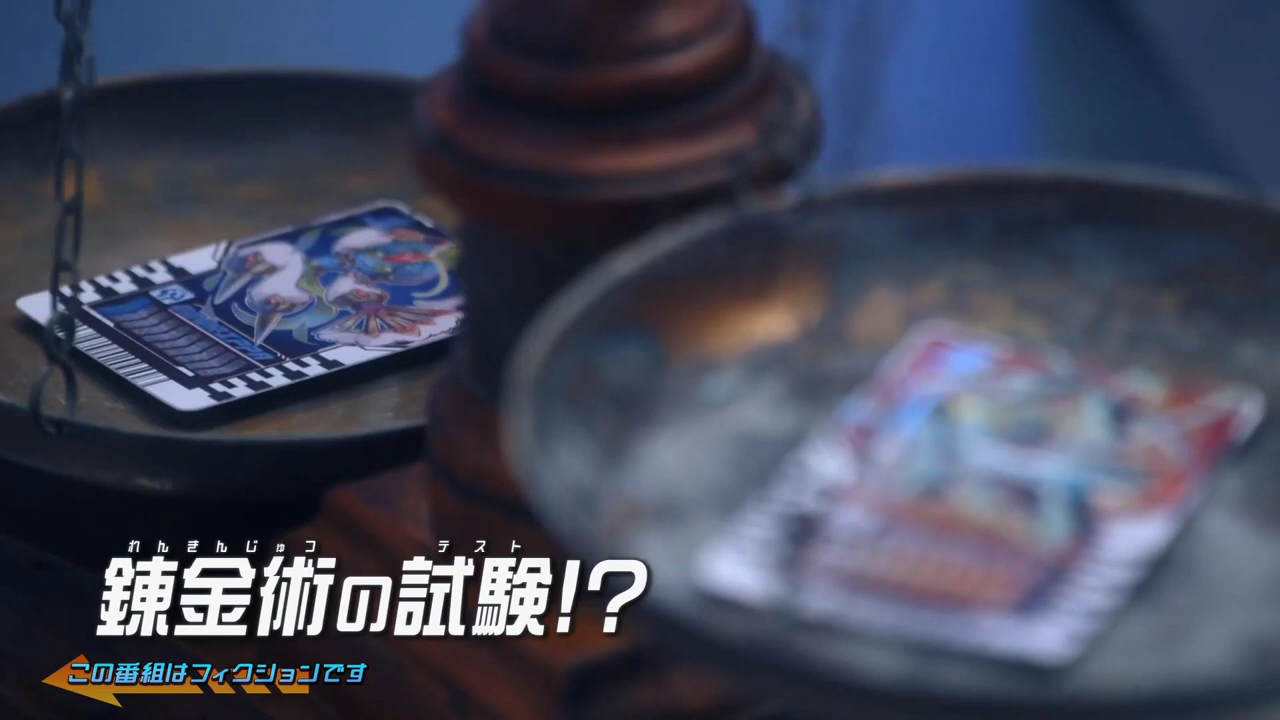 れんきんじゅつ テスト
錬金術の試験!?
この番組はフィクションです